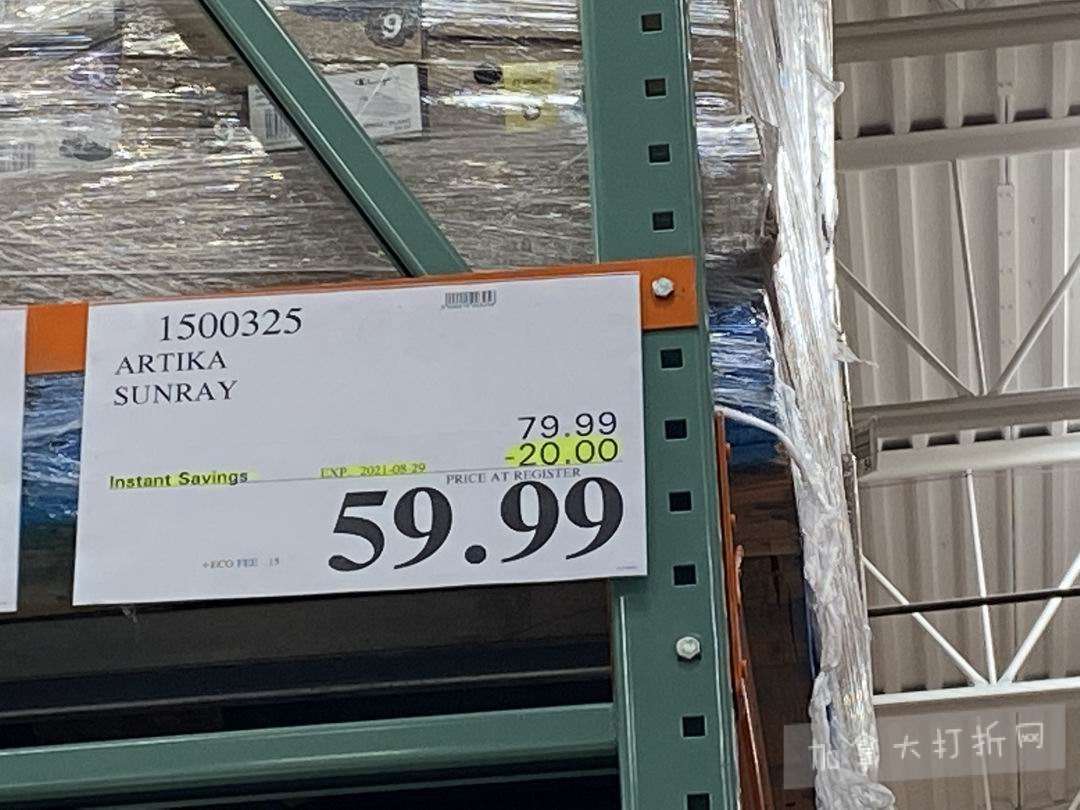 9
1500325
ARTIKA
SUNRAY
79.99
-20.00
Instant Savings EXP 2021-08-29
PRICE AT REGISTER
59.99
+ECO FEE .15
加拿大打折网